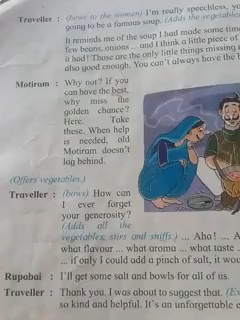 Traveller : (bows to the women) I'm really speechless, yo
going to be a famous soup. (Adds the vegetable
It reminds me of the soup I had made some time
few beans, onions ... and I think a little piece of
it had! Those are the only little things missing
also good enough. You can't always have the b
Motiram : Why not? If you
can have the best,
why miss the
golden chance?
Here. Take
these. When help
is needed, old
Motiram doesn't
lag behind.
(Offers vegetables.)
Traveller : (bows) How can
I ever forget
your generosity?
(Adds all the
vegetables, stirs and sniffs.) ... Aha! ... A
what flavour ... what aroma ... what taste ..
... if only I could add a pinch of salt, it wou
Rupabai : I'll get some salt and bowls for all of us.
Traveller : Thank you. I was about to suggest that. (Ex
so kind and helpful. It's an unforgettable e